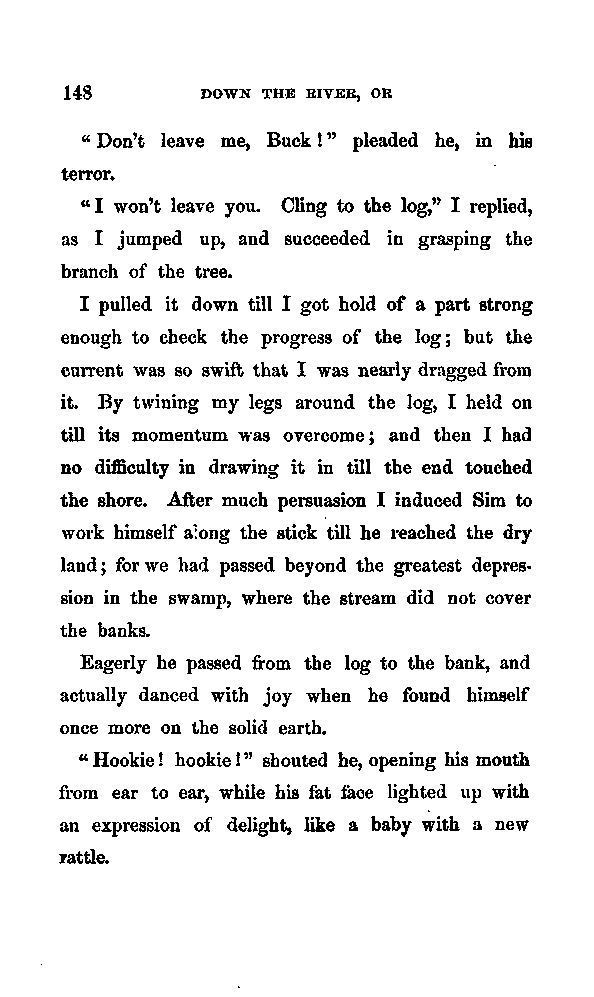 148 DOWN THE RIVER, OR
“Don’t leave me, Buck!” pleaded he, in his
terror.
“I won’t leave you. Cling to the log,” I replied,
as I jumped up, and succeeded in grasping the
branch of the tree.
I pulled it down till I got hold of a part strong
enough to check the progress of the log; but the
current was so swift that I was nearly dragged from
it. By twining my legs around the log, I held on
till its momentum was overcome; and then I had
no difficulty in drawing it in till the end touched
the shore. After much persuasion I induced Sim to
work himself along the stick till he reached the dry
land; for we had passed beyond the greatest depres-
sion in the swamp, where the stream did not cover
the banks.
Eagerly he passed from the log to the bank, and
actually danced with joy when he found himself
once more on the solid earth.
“Hookie! hookie!” shouted he, opening his mouth
from ear to ear, while his fat face lighted up with
an expression of delight, like a baby with a new
rattle.